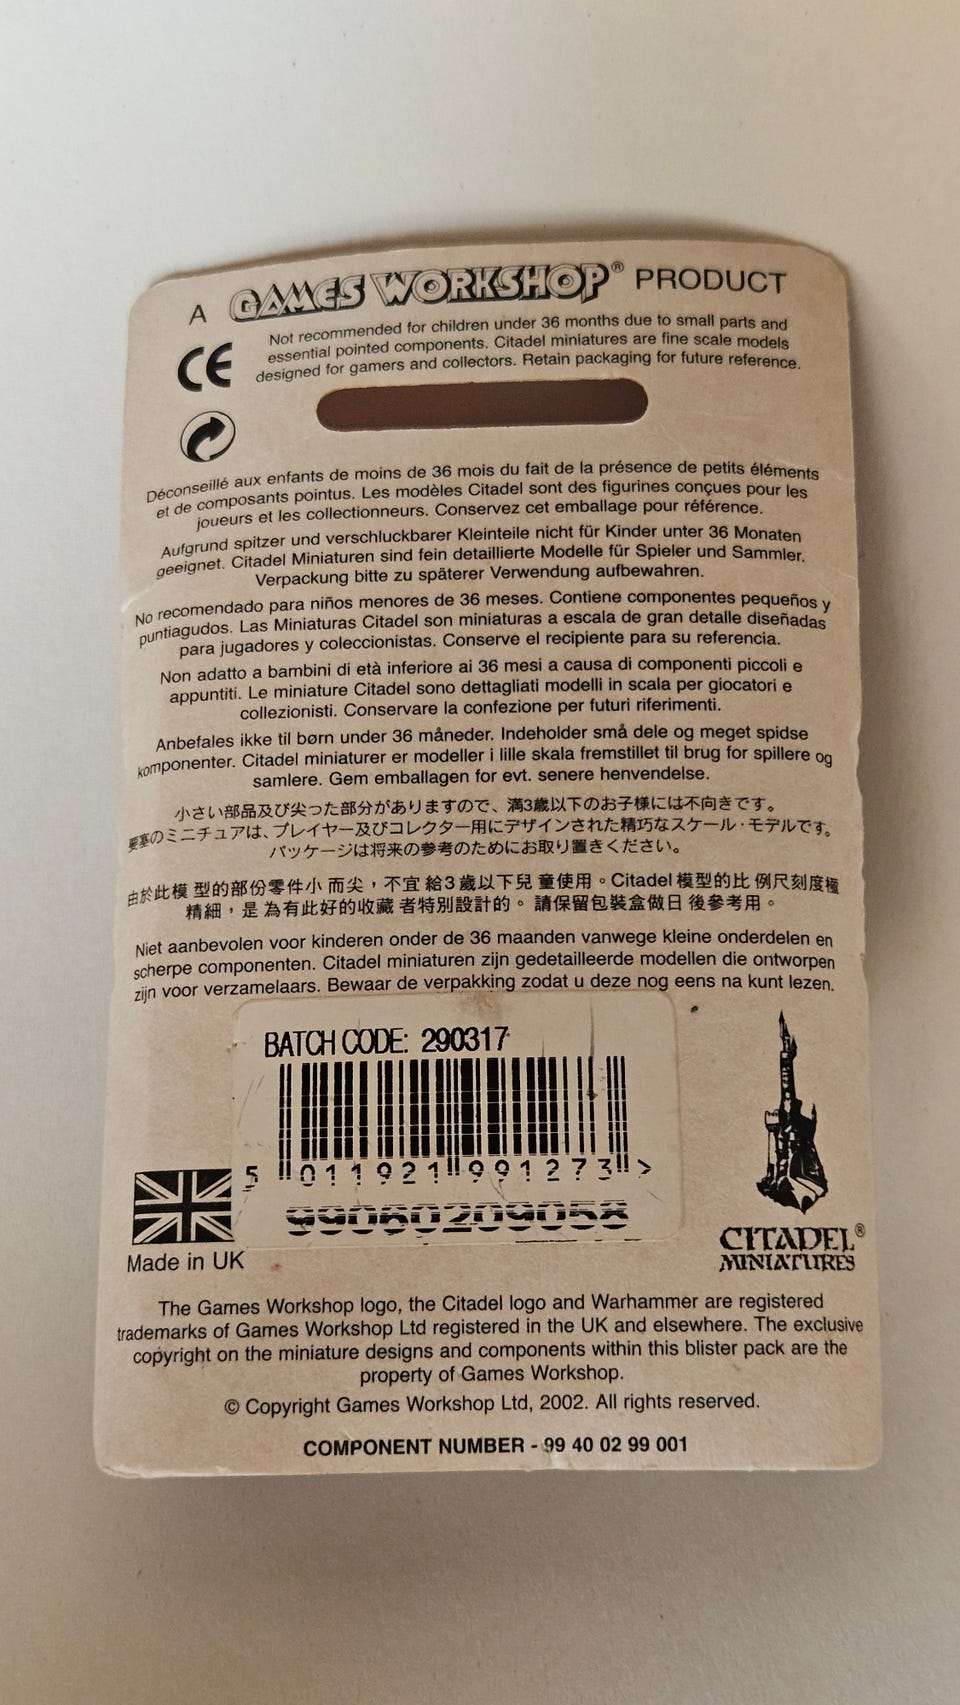 A GAMES WORKSHOP® PRODUCT
Not recommended for children under 36 months due to small parts and
essential pointed components. Citadel miniatures are fine scale models
designed for gamers and collectors. Retain packaging for future reference.
CE
Déconseillé aux enfants de moins de 36 mois du fait de la présence de petits éléments
et de composants pointus. Les modèles Citadel sont des figurines conçues pour les
joueurs et les collectionneurs. Conservez cet emballage pour référence.
Aufgrund spitzer und verschluckbarer Kleinteile nicht für Kinder unter 36 Monaten
geeignet. Citadel Miniaturen sind fein detaillierte Modelle für Spieler und Sammler.
Verpackung bitte zu späterer Verwendung aufbewahren.
No recomendado para niños menores de 36 meses. Contiene componentes pequeños y
puntiagudos. Las Miniaturas Citadel son miniaturas a escala de gran detalle diseñadas
para jugadores y coleccionistas. Conserve el recipiente para su referencia.
Non adatto a bambini di età inferiore ai 36 mesi a causa di componenti piccoli e
appuntiti. Le miniature Citadel sono dettagliati modelli in scala per giocatori e
collezionisti. Conservare la confezione per futuri riferimenti.
Anbefales ikke til børn under 36 måneder. Indeholder små dele og meget spidse
komponenter. Citadel miniaturer er modeller i lille skala fremstillet til brug for spillere og
samlere. Gem emballagen for evt. senere henvendelse.
小さい部品及び尖った部分がありますので、満3歳以下のお子様には不向きです。
要塞のミニチュアは、プレイヤー及びコレクター用にデザインされた精巧なスケール・モデルです。
パッケージは将来の参考のためにお取り置きください。
由於此模 型的部份零件小 而尖，不宜 給3 歲以下兒 童使用。Citadel 模型的比 例尺刻度極
精細，是 為有此好的收藏 者特別設計的。 請保留包裝盒做日 後參考用。
Niet aanbevolen voor kinderen onder de 36 maanden vanwege kleine onderdelen en
scherpe componenten. Citadel miniaturen zijn gedetailleerde modellen die ontworpen
zijn voor verzamelaars. Bewaar de verpakking zodat u deze nog eens na kunt lezen.
BATCH CODE: 290317
5 011921 991273 >
99060209058
Made in UK
CITADEL®
MINIATURES
The Games Workshop logo, the Citadel logo and Warhammer are registered
trademarks of Games Workshop Ltd registered in the UK and elsewhere. The exclusive
copyright on the miniature designs and components within this blister pack are the
property of Games Workshop.
© Copyright Games Workshop Ltd, 2002. All rights reserved.
COMPONENT NUMBER - 99 40 02 99 001